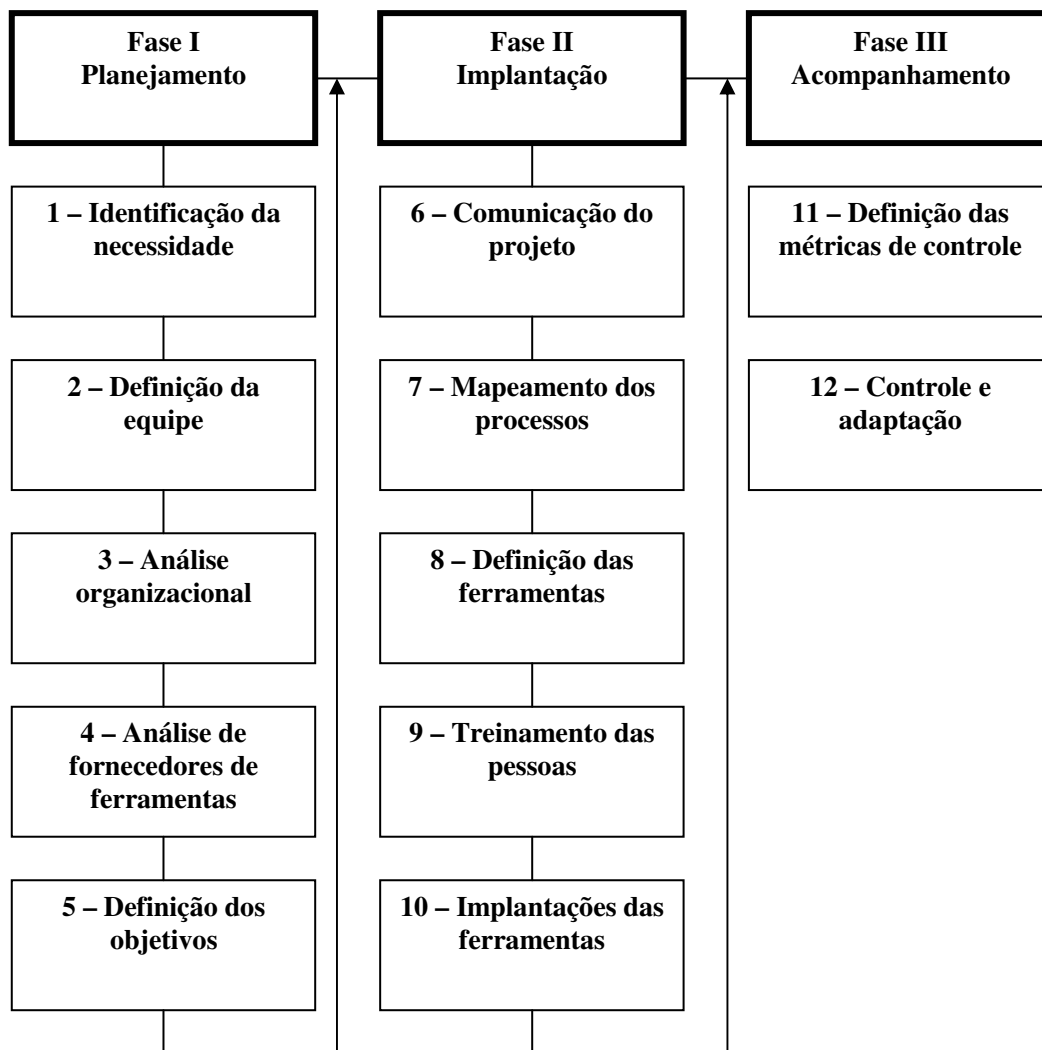 Fase I
Planejamento
1 – Identificação da
necessidade
2 – Definição da
equipe
3 – Análise
organizacional
4 – Análise de
fornecedores de
ferramentas
5 – Definição dos
objetivos
Fase II
Implantação
6 – Comunicação do
projeto
7 – Mapeamento dos
processos
8 – Definição das
ferramentas
9 – Treinamento das
pessoas
10 – Implantações das
ferramentas
Fase III
Acompanhamento
11 – Definição das
métricas de controle
12 – Controle e
adaptação